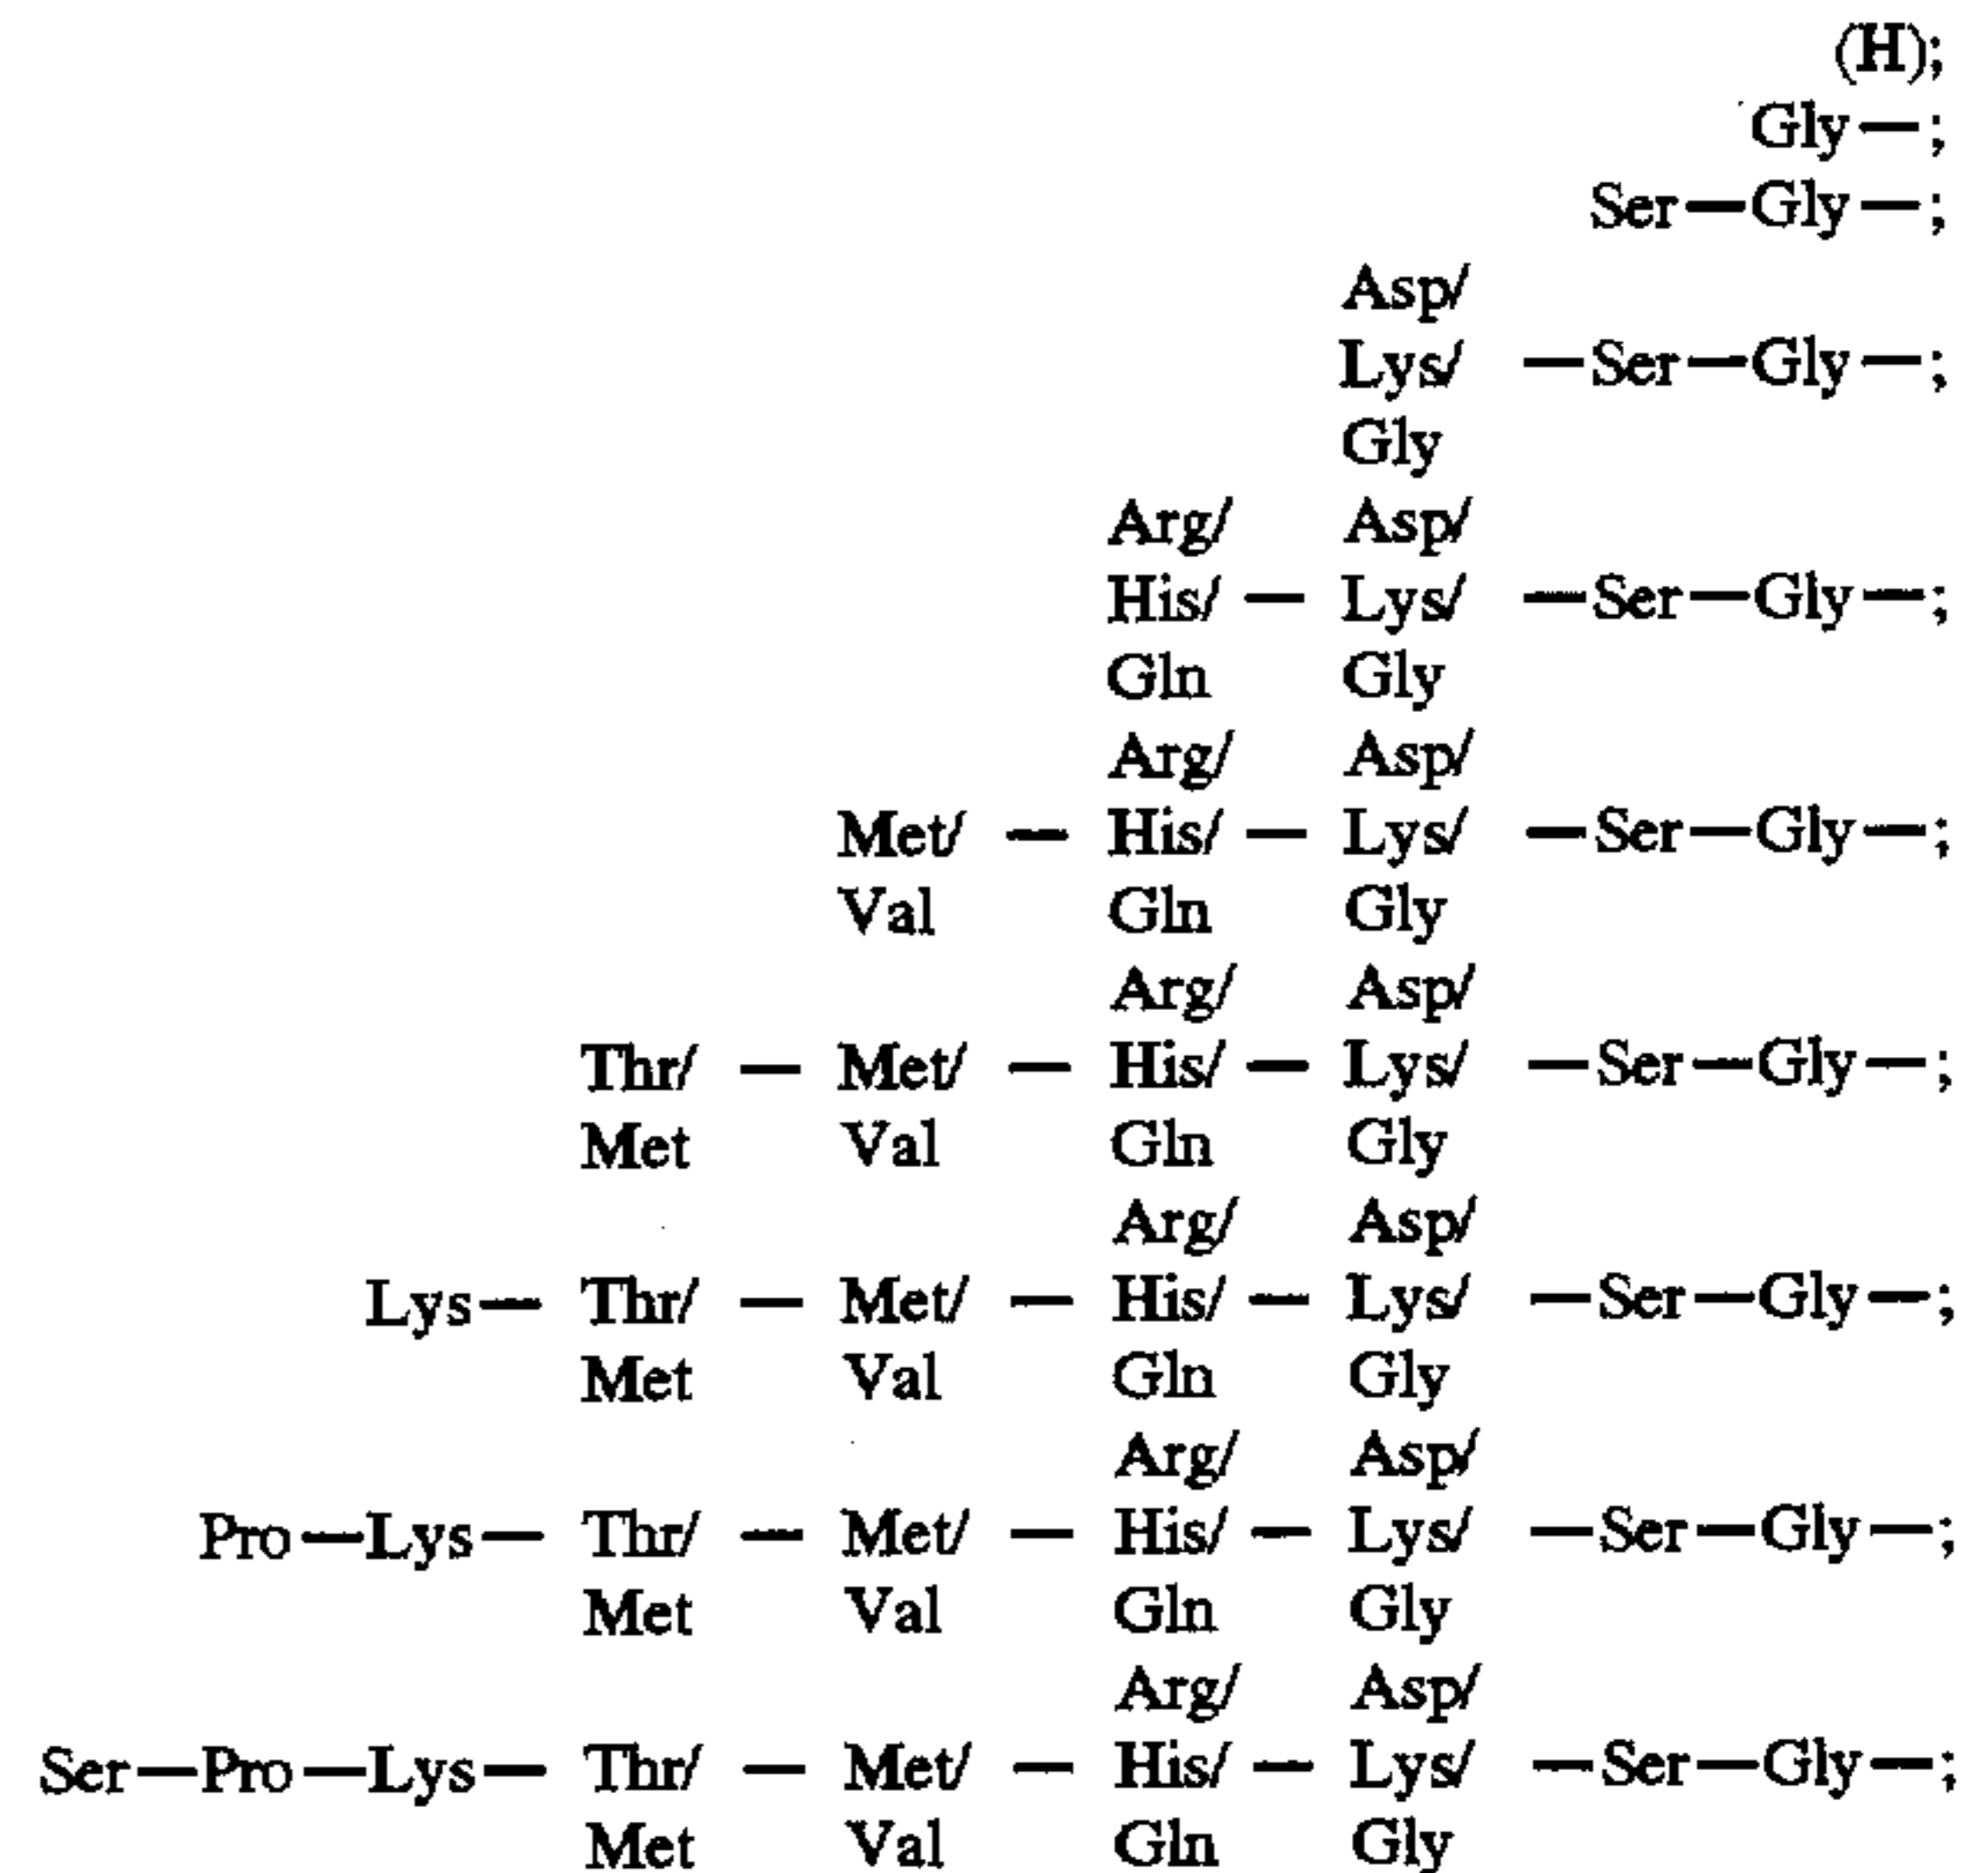 (H);
Gly—;
Ser—Gly—;
Asp/
Lys/ —Ser—Gly—;
Gly
Arg/ Asp/
His/ — Lys/ —Ser—Gly—;
Gln Gly
Arg/ Asp/
Met/ — His/ — Lys/ —Ser—Gly—;
Val Gln Gly
Arg/ Asp/
Thr/ — Met/ — His/ — Lys/ —Ser—Gly—;
Met Val Gln Gly
Arg/ Asp/
Lys— Thr/ — Met/ — His/ — Lys/ —Ser—Gly—;
Met Val Gln Gly
Arg/ Asp/
Pro—Lys— Thr/ — Met/ — His/ — Lys/ —Ser—Gly—;
Met Val Gln Gly
Arg/ Asp/
Ser—Pro—Lys— Thr/ — Met/ — His/ — Lys/ —Ser—Gly—;
Met Val Gln Gly